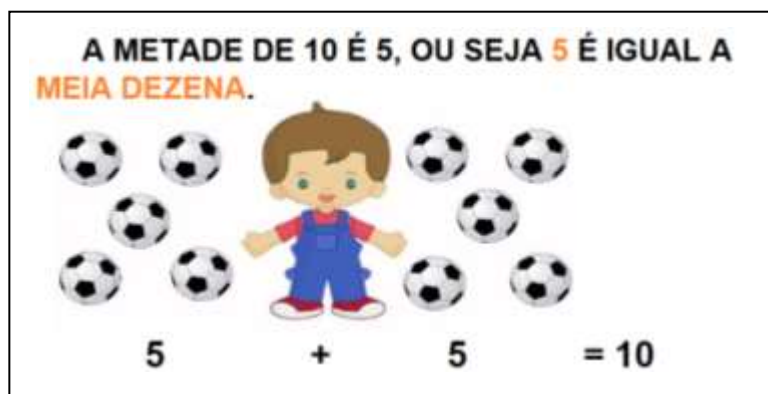 A METADE DE 10 É 5, OU SEJA 5 É IGUAL A
MEIA DEZENA.
5 + 5 = 10